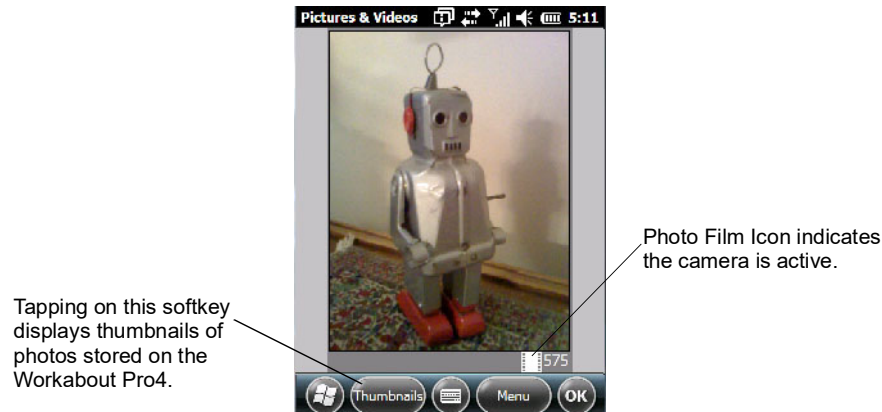 Pictures & Videos 5:11
Photo Film Icon indicates
the camera is active.
Tapping on this softkey
displays thumbnails of
photos stored on the
Workabout Pro4.
575
Thumbnails Menu OK